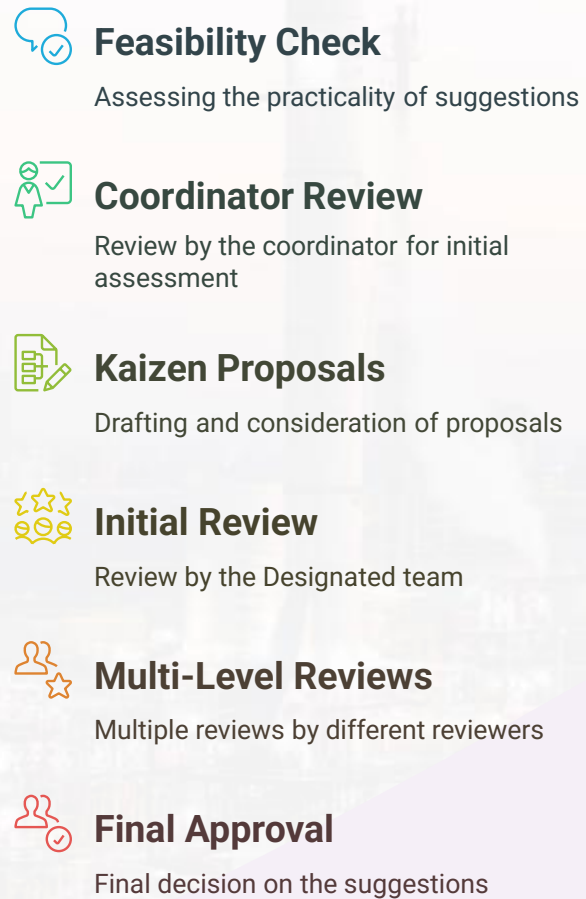 Feasibility Check
Assessing the practicality of suggestions
Coordinator Review
Review by the coordinator for initial
assessment
Kaizen Proposals
Drafting and consideration of proposals
Initial Review
Review by the Designated team
Multi-Level Reviews
Multiple reviews by different reviewers
Final Approval
Final decision on the suggestions